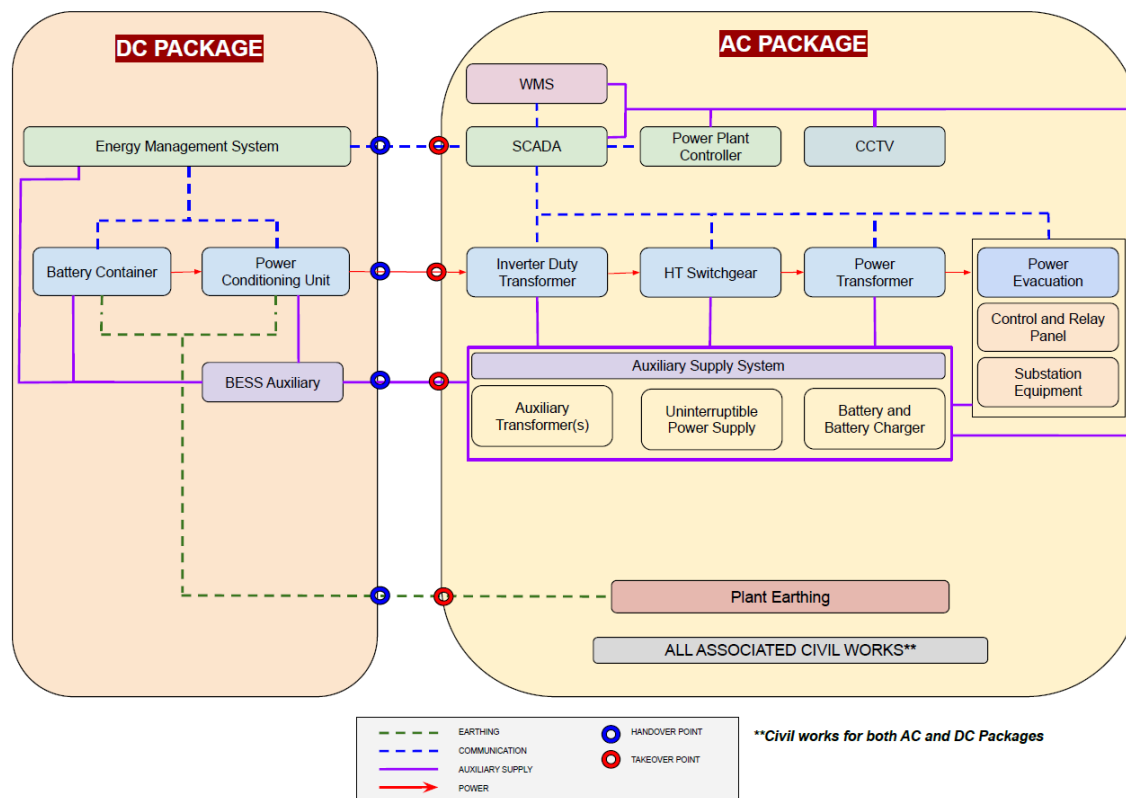 DC PACKAGE
AC PACKAGE
WMS
Energy Management System
SCADA
Power Plant
Controller
CCTV
Battery Container
Power
Conditioning Unit
Inverter Duty
Transformer
HT Switchgear
Power
Transformer
Power
Evacuation
Control and Relay
Panel
Substation
Equipment
BESS Auxiliary
Auxiliary Supply System
Auxiliary
Transformer(s)
Uninterruptible
Power Supply
Battery and
Battery Charger
Plant Earthing
ALL ASSOCIATED CIVIL WORKS**
EARTHING
COMMUNICATION
AUXILIARY SUPPLY
POWER
HANDOVER POINT
TAKEOVER POINT
**Civil works for both AC and DC Packages